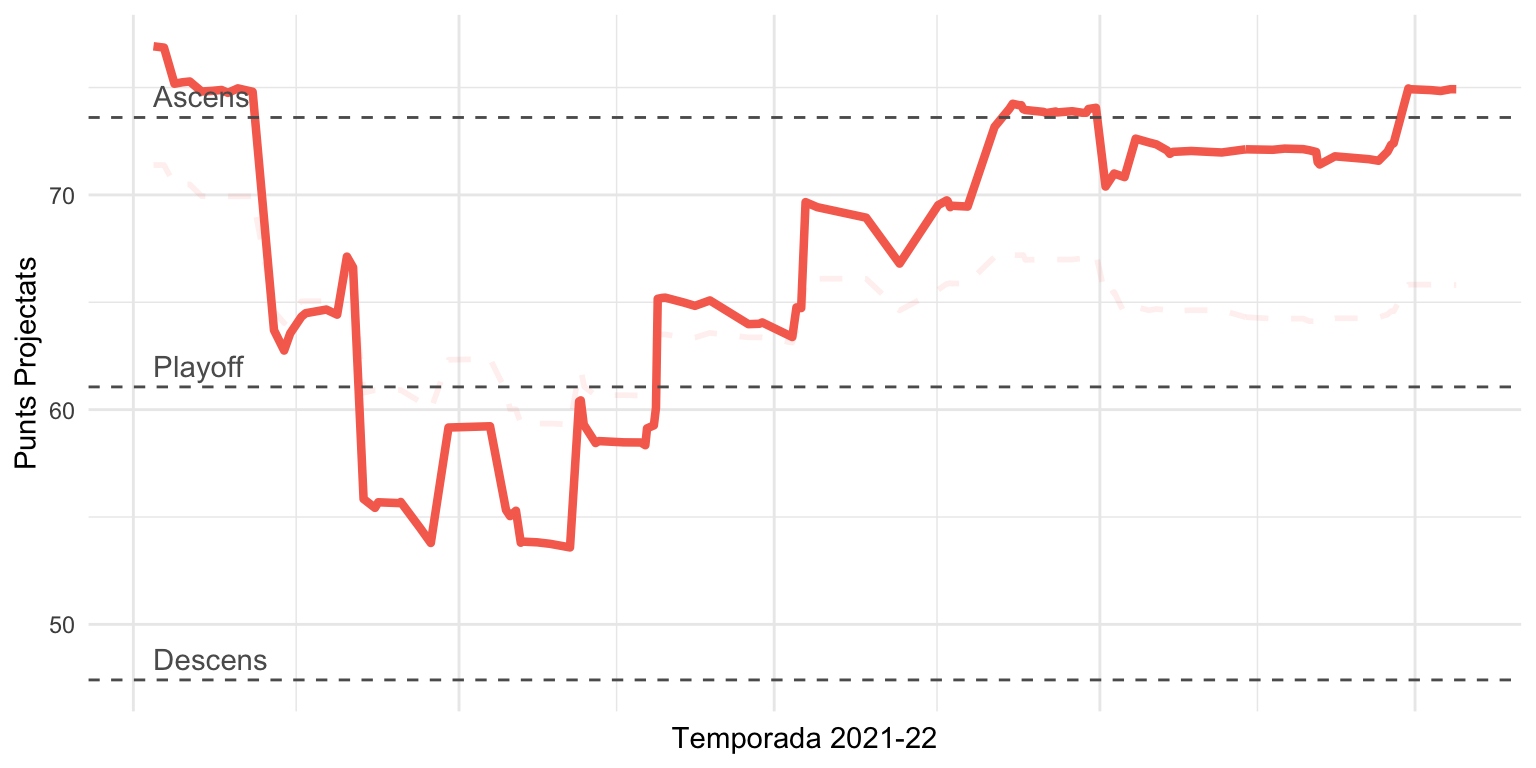 Ascens
70
Playoff
60
50
Descens
Punts Projectats
Temporada 2021-22